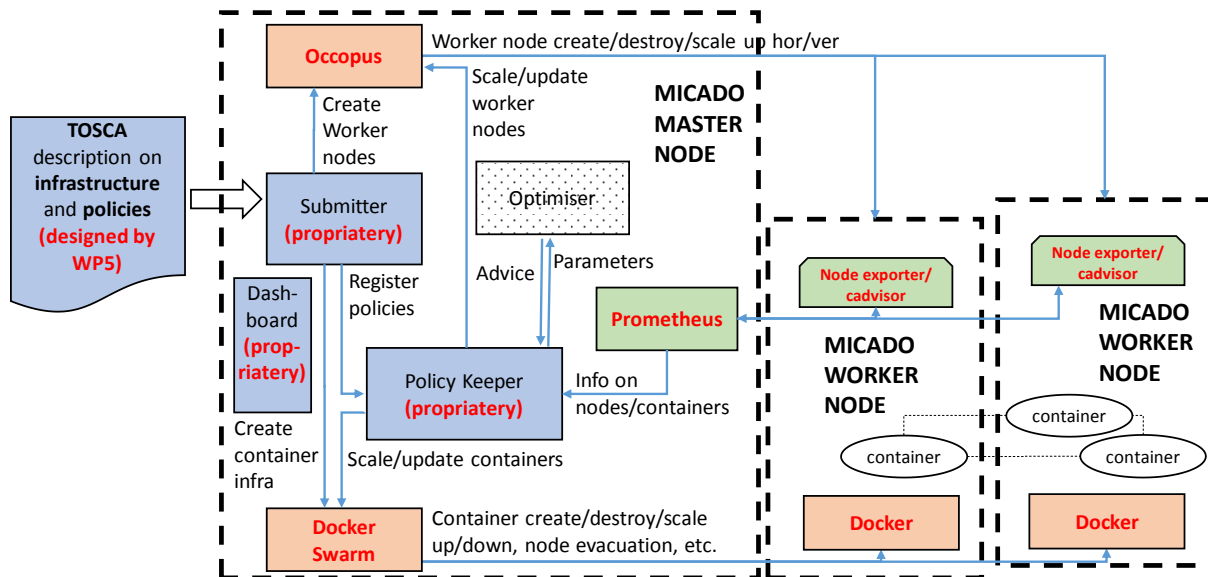 Occopus
Worker node create/destroy/scale up hor/ver
Scale/update
worker
nodes
MICADO
MASTER
NODE
Create
Worker
nodes
TOSCA
description on
infrastructure
and policies
(designed by
WP5)
Submitter
(propriatery)
Optimiser
Advice
Parameters
Register
policies
Dash-
board
(prop-
riatery)
Prometheus
Policy Keeper
(propriatery)
Info on
nodes/containers
Create
container
infra
Scale/update containers
Docker
Swarm
Container create/destroy/scale
up/down, node evacuation, etc.
Node exporter/
cadvisor
MICADO
WORKER
NODE
container
Docker
Node exporter/
cadvisor
MICADO
WORKER
NODE
container
container
Docker